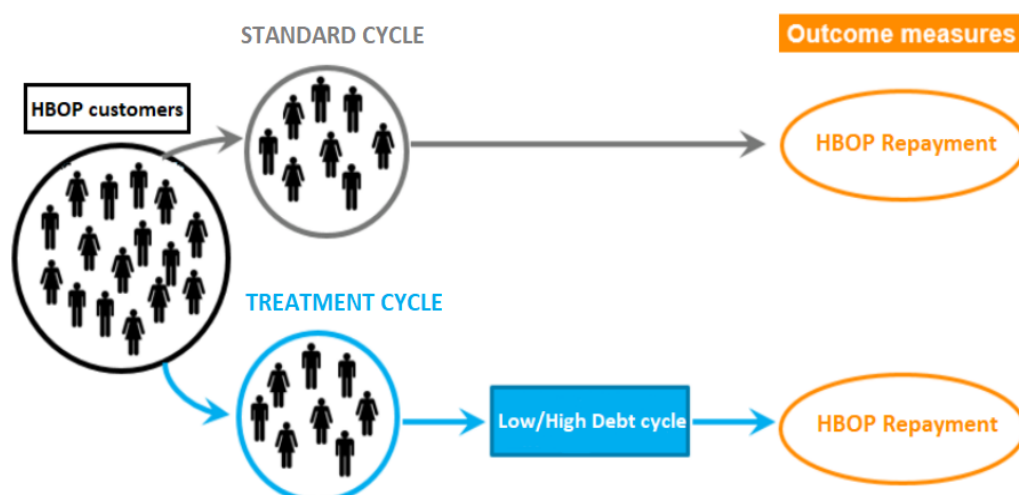 STANDARD CYCLE
Outcome measures
HBOP customers
HBOP Repayment
TREATMENT CYCLE
Low/High Debt cycle
HBOP Repayment